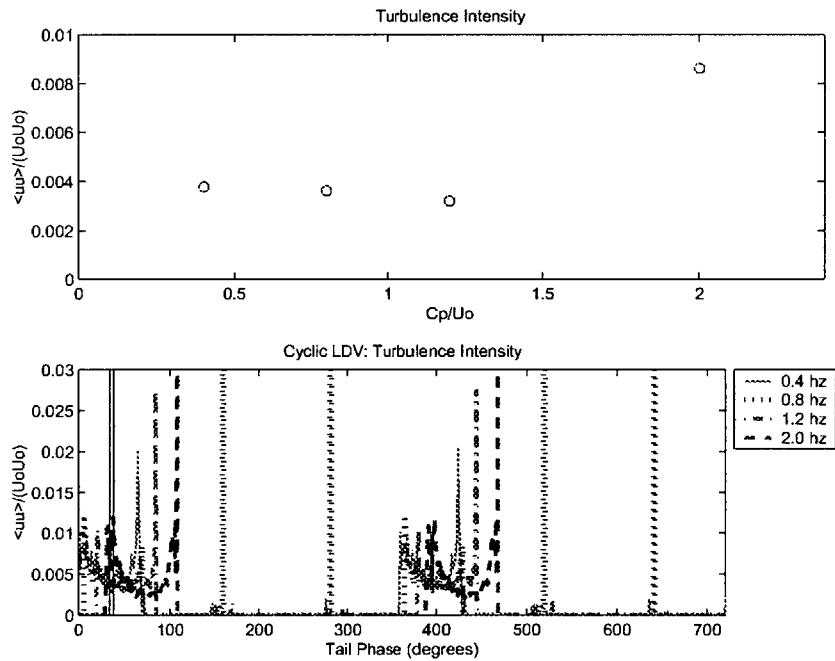 Turbulence Intensity
0.01
0.008
0.006
0.004
0.002
0
<uu>/(UoUo)
0 0.5 1 1.5 2
Cp/Uo
Cyclic LDV: Turbulence Intensity
0.03
0.025
0.02
0.015
0.01
0.005
0
<uu>/(UoUo)
0 100 200 300 400 500 600 700
Tail Phase (degrees)
0.4 hz
0.8 hz
1.2 hz
2.0 hz